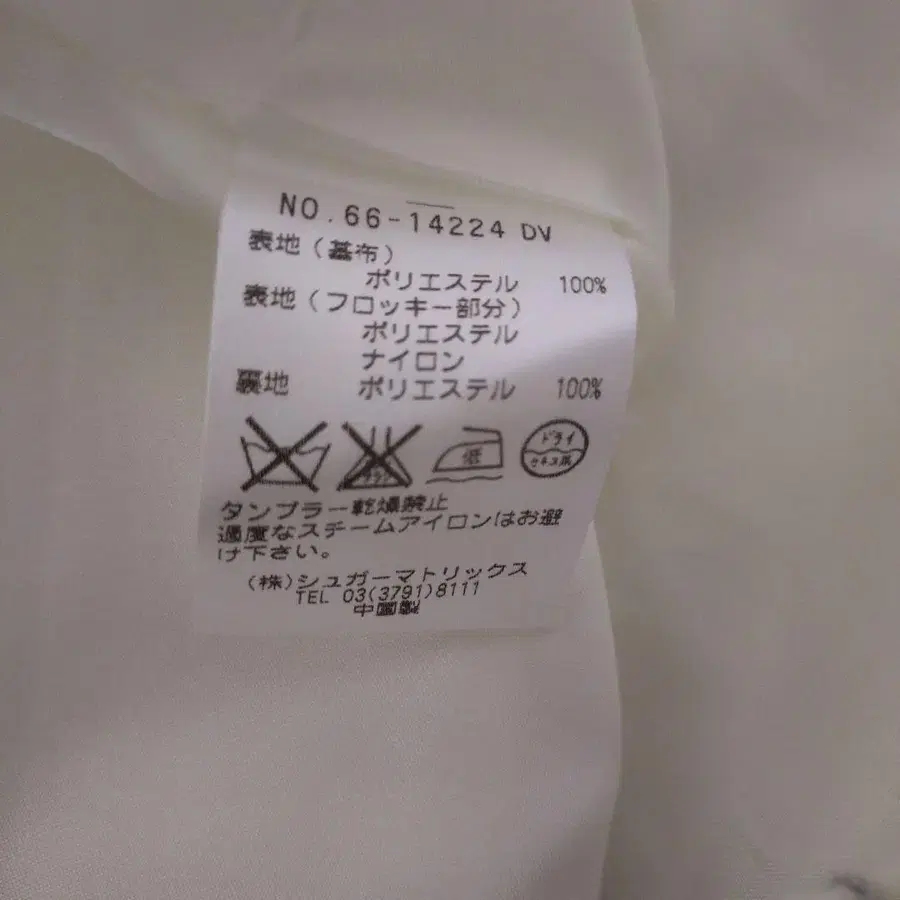 NO.66-14224 DV
表地(基布)
ポリエステル 100%
表地(フロッキー部分)
ポリエステル
ナイロン
裏地 ポリエステル 100%
低 ドライ
セキユ系
タンブラー乾燥禁止
過度なスチームアイロンはお避
け下さい。
(株)シュガーマトリックス
TEL 03(3791)8111
中国製